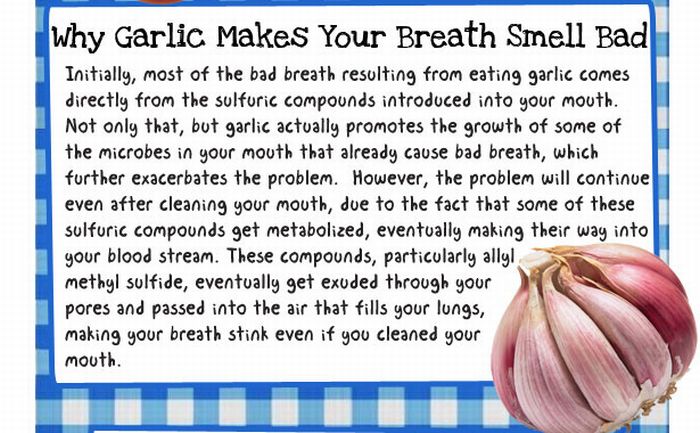 Why Garlic Makes Your Breath Smell Bad
Initially, most of the bad breath resulting from eating garlic comes
directly from the sulfuric compounds introduced into your mouth.
Not only that, but garlic actually promotes the growth of some of
the microbes in your mouth that already cause bad breath, which
further exacerbates the problem. However, the problem will continue
even after cleaning your mouth, due to the fact that some of these
sulfuric compounds get metabolized, eventually making their way into
your blood stream. These compounds, particularly allyl
methyl sulfide, eventually get exuded through your
pores and passed into the air that fills your lungs,
making your breath stink even if you cleaned your
mouth.